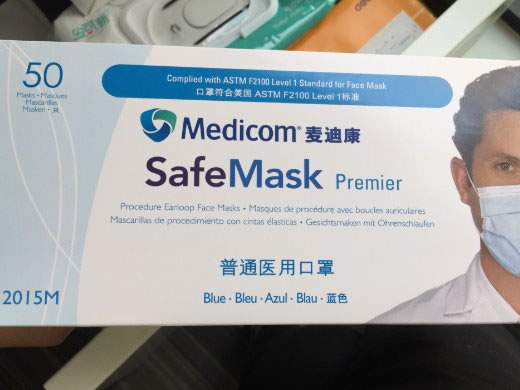 50
Masks • Masques
Mascarillas
Masken • 只
Complied with ASTM F2100 Level 1 Standard for Face Mask
口罩符合美国 ASTM F2100 Level 1标准
Medicom® 麦迪康
SafeMask Premier
Procedure Earloop Face Masks • Masques de procédure avec boucles auriculaires
Mascarillas de procedimiento con cintas elásticas • Gesichtsmaken mit Ohrenschlaufen
普通医用口罩
2015M
Blue • Bleu • Azul • Blau • 蓝色